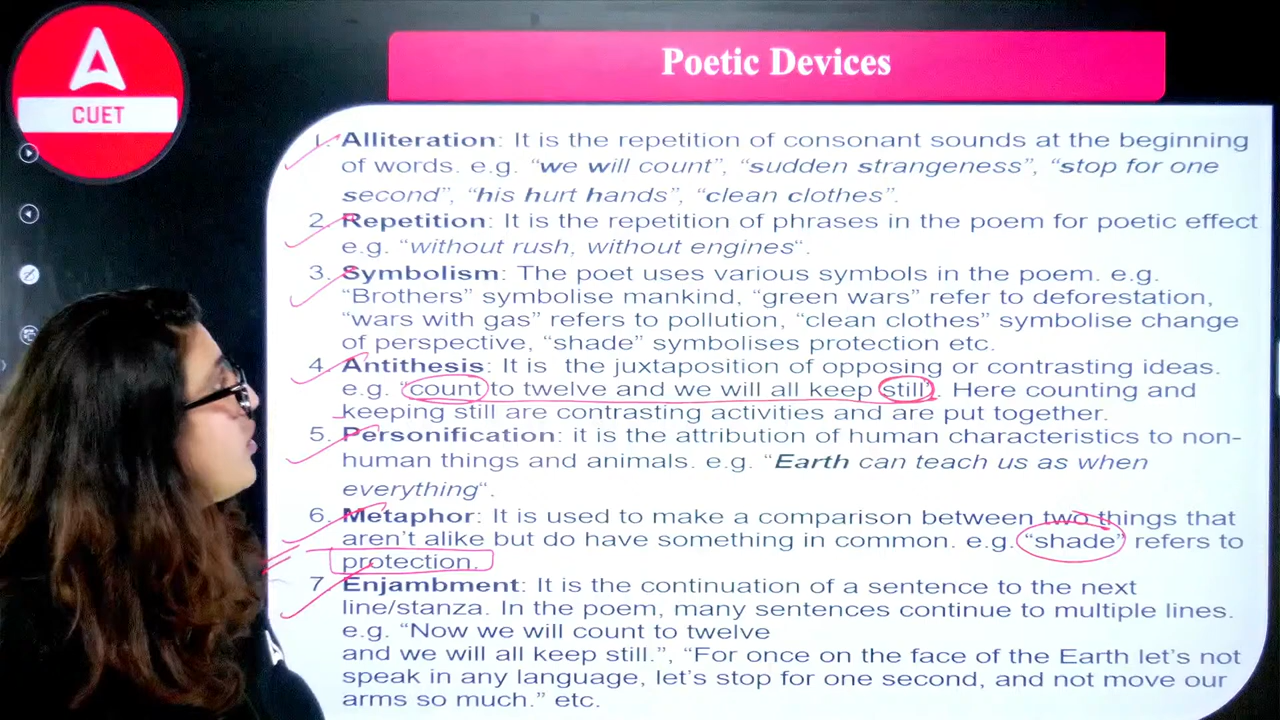 CUET
Poetic Devices
1. Alliteration: It is the repetition of consonant sounds at the beginning
of words. e.g. “we will count”, “sudden strangeness”, “stop for one
second”, “his hurt hands”, “clean clothes”.
2. Repetition: It is the repetition of phrases in the poem for poetic effect
e.g. “without rush, without engines“.
3. Symbolism: The poet uses various symbols in the poem. e.g.
“Brothers” symbolise mankind, “green wars” refer to deforestation,
“wars with gas” refers to pollution, “clean clothes” symbolise change
of perspective, “shade” symbolises protection etc.
4. Antithesis: It is the juxtaposition of opposing or contrasting ideas.
e.g. “count to twelve and we will all keep still”. Here counting and
keeping still are contrasting activities and are put together.
5. Personification: it is the attribution of human characteristics to non-
human things and animals. e.g. “Earth can teach us as when
everything“.
6. Metaphor: It is used to make a comparison between two things that
aren’t alike but do have something in common. e.g. “shade” refers to
protection.
7. Enjambment: It is the continuation of a sentence to the next
line/stanza. In the poem, many sentences continue to multiple lines.
e.g. “Now we will count to twelve
and we will all keep still.”, “For once on the face of the Earth let’s not
speak in any language, let’s stop for one second, and not move our
arms so much.” etc.